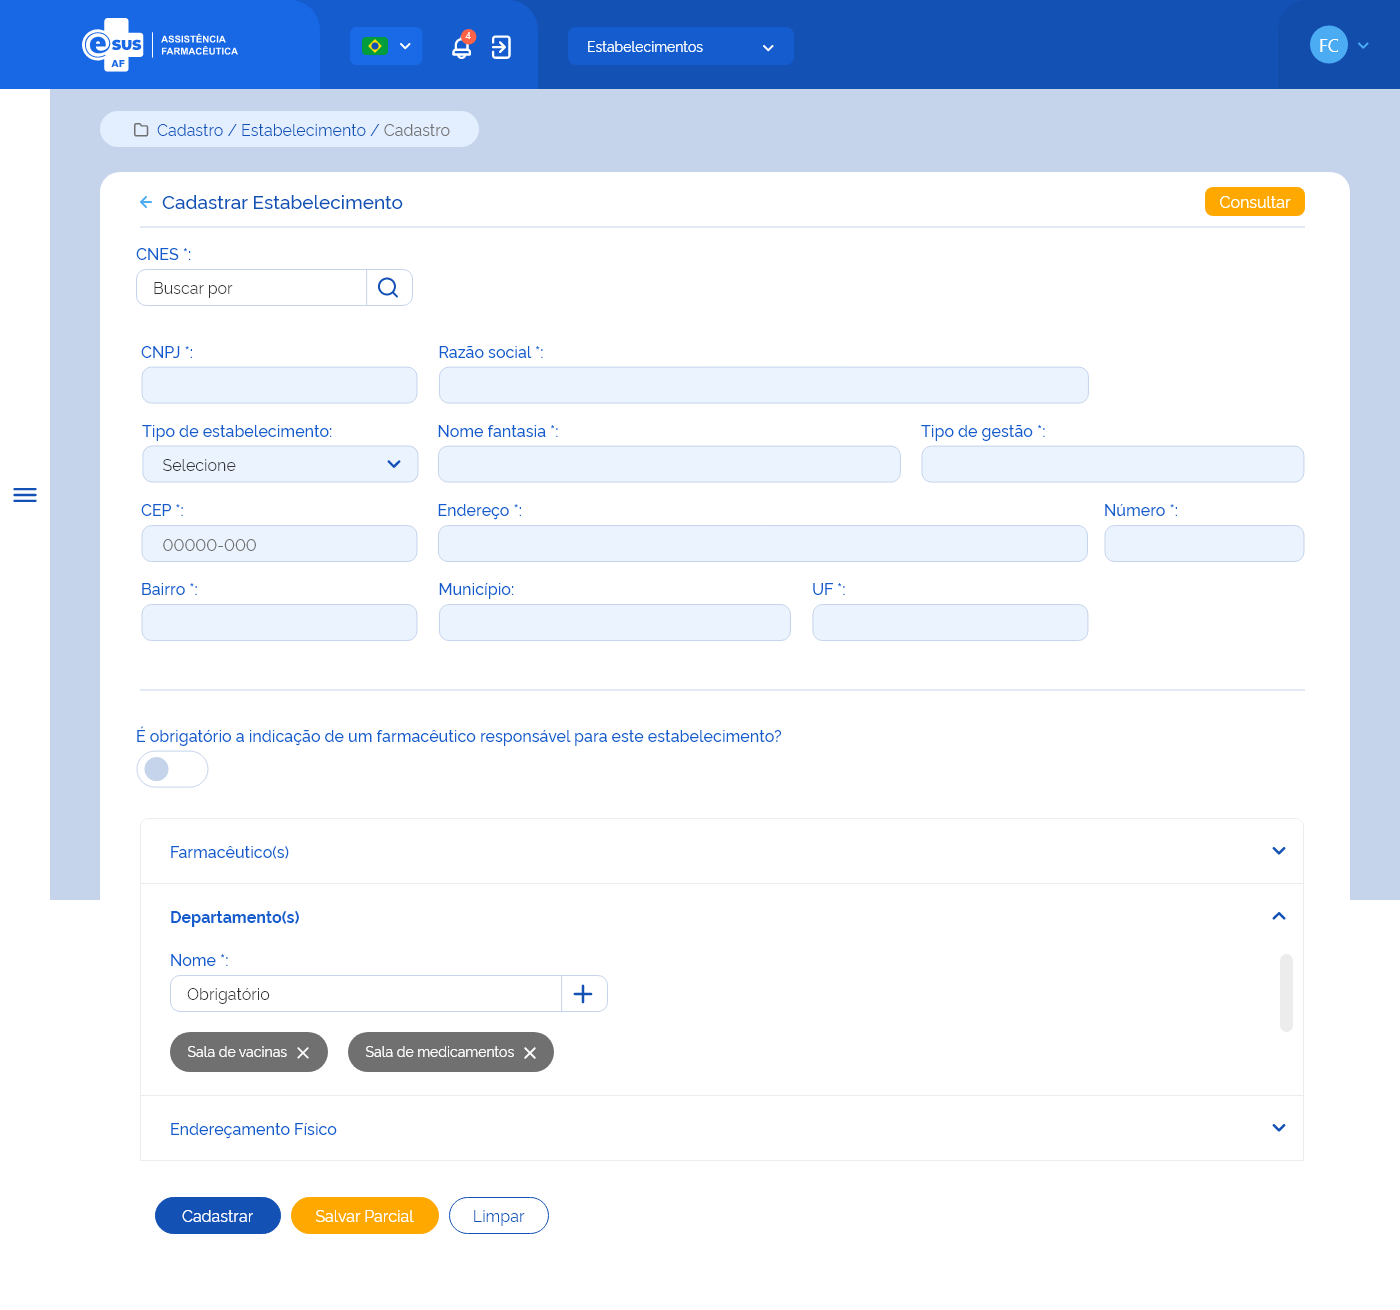 e sus AF
ASSISTÊNCIA
FARMACÊUTICA
4
Estabelecimentos
FC
Cadastro / Estabelecimento / Cadastro
Cadastrar Estabelecimento
Consultar
CNES *:
Buscar por
CNPJ *: Razão social *:
Tipo de estabelecimento: Nome fantasia *: Tipo de gestão *:
Selecione
CEP *: Endereço *: Número *:
00000-000
Bairro *: Município: UF *:
É obrigatório a indicação de um farmacêutico responsável para este estabelecimento?
Farmacêutico(s)
Departamento(s)
Nome *:
Obrigatório
Sala de vacinas Sala de medicamentos
Endereçamento Físico
Cadastrar Salvar Parcial Limpar